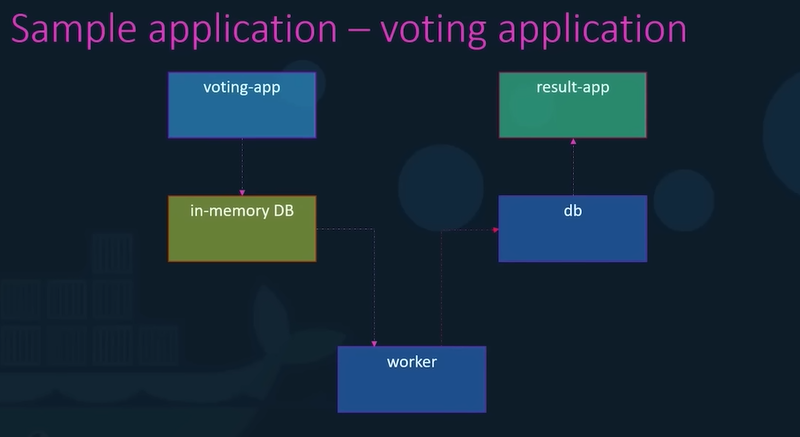 Sample application – voting application
voting-app
result-app
in-memory DB
db
worker